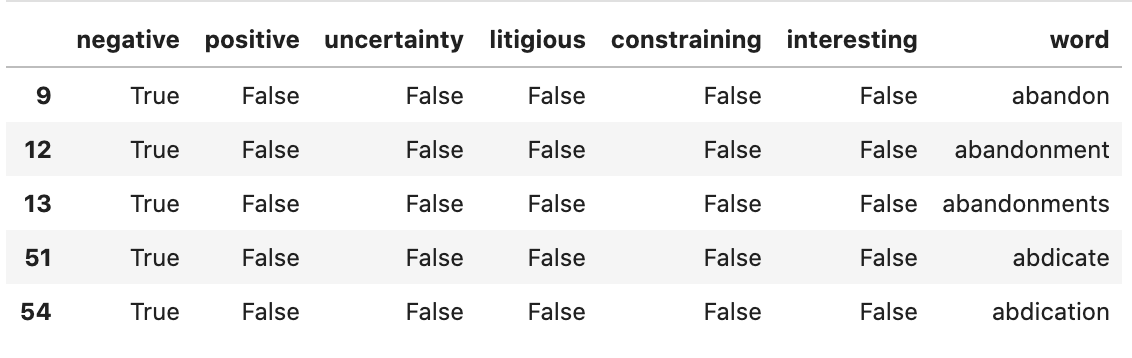 negative positive uncertainty litigious constraining interesting word
9 True False False False False False abandon
12 True False False False False False abandonment
13 True False False False False False abandonments
51 True False False False False False abdicate
54 True False False False False False abdication